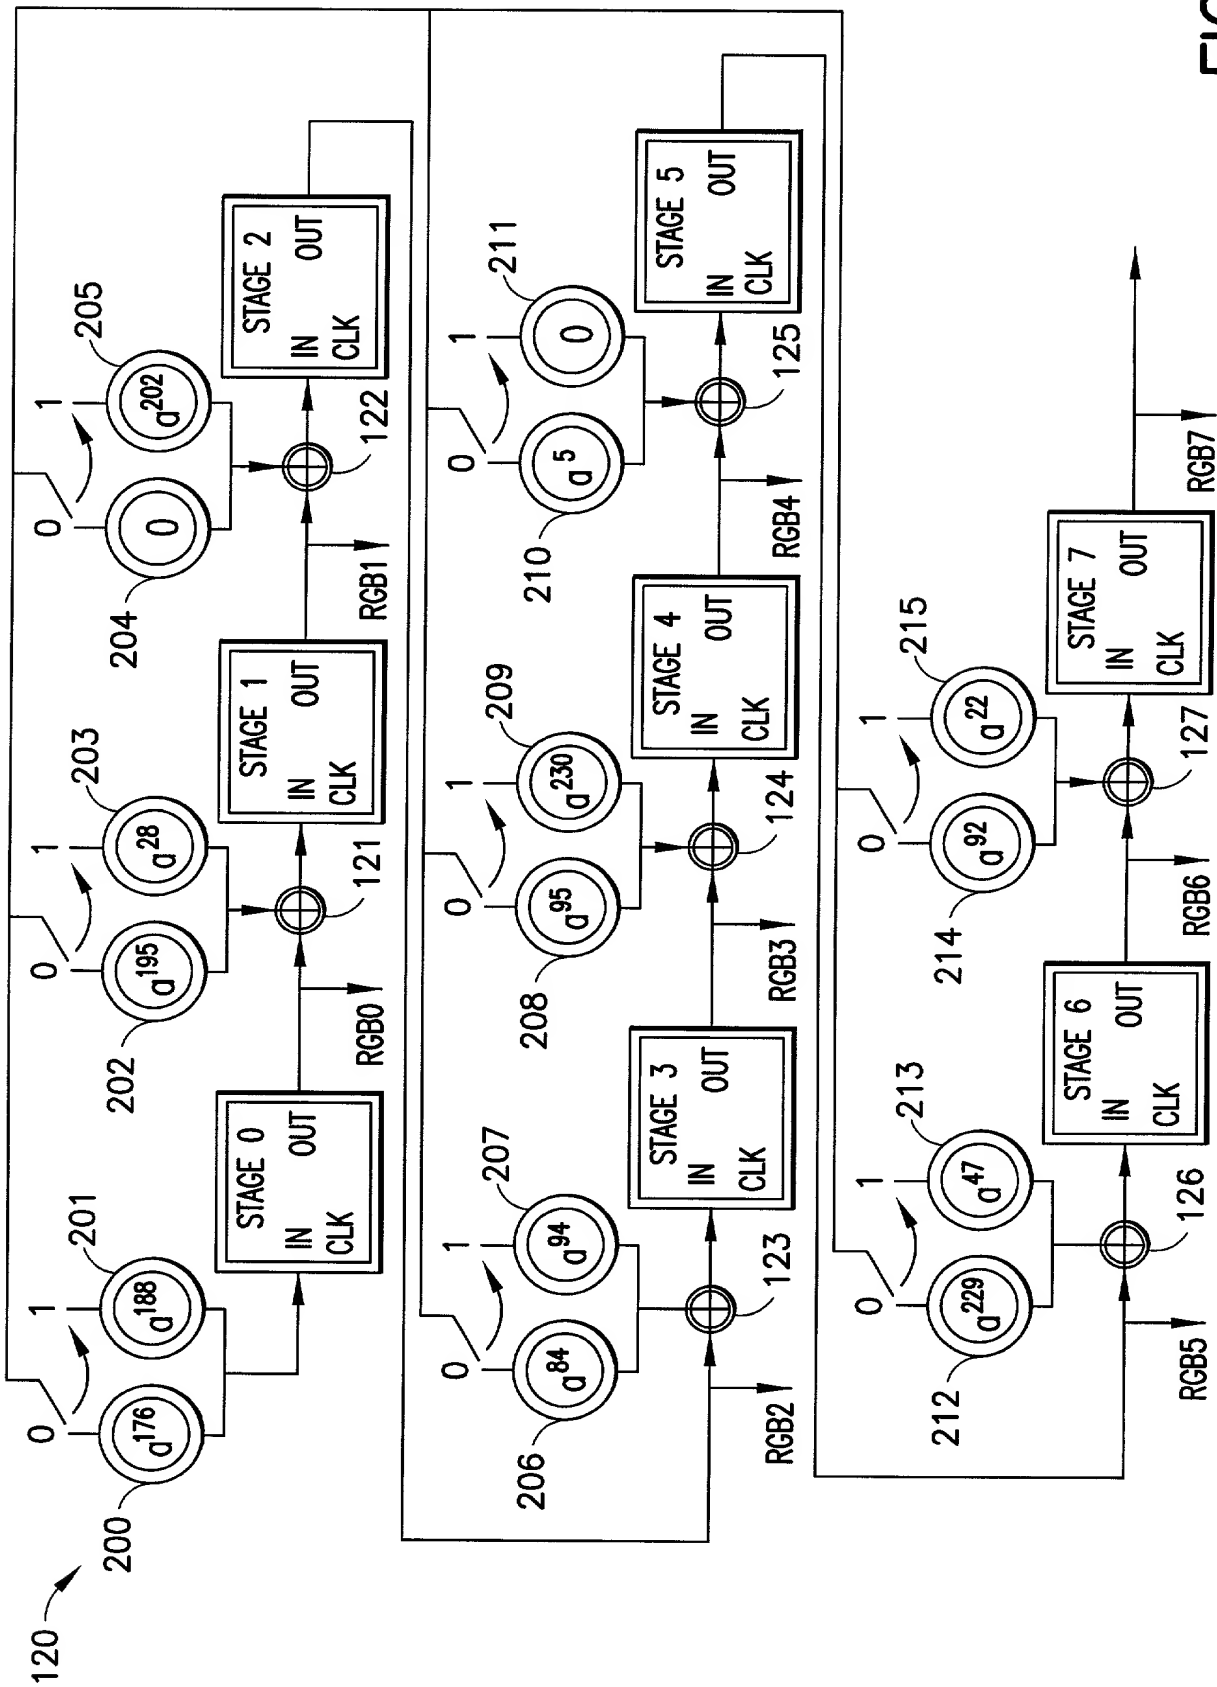 120
200
201
202
203
204
205
0
1
0
1
0
1
a176
a188
a195
a28
0
a202
STAGE 0
IN
OUT
CLK
121
STAGE 1
IN
OUT
CLK
122
STAGE 2
IN
OUT
CLK
RGB0
RGB1
206
207
208
209
210
211
0
1
0
1
0
1
a84
a94
a95
a230
a5
0
123
STAGE 3
IN
OUT
CLK
124
STAGE 4
IN
OUT
CLK
125
STAGE 5
IN
OUT
CLK
RGB2
RGB3
RGB4
212
213
214
215
0
1
0
1
a229
a47
a92
a22
126
STAGE 6
IN
OUT
CLK
127
STAGE 7
IN
OUT
CLK
RGB5
RGB6
RGB7